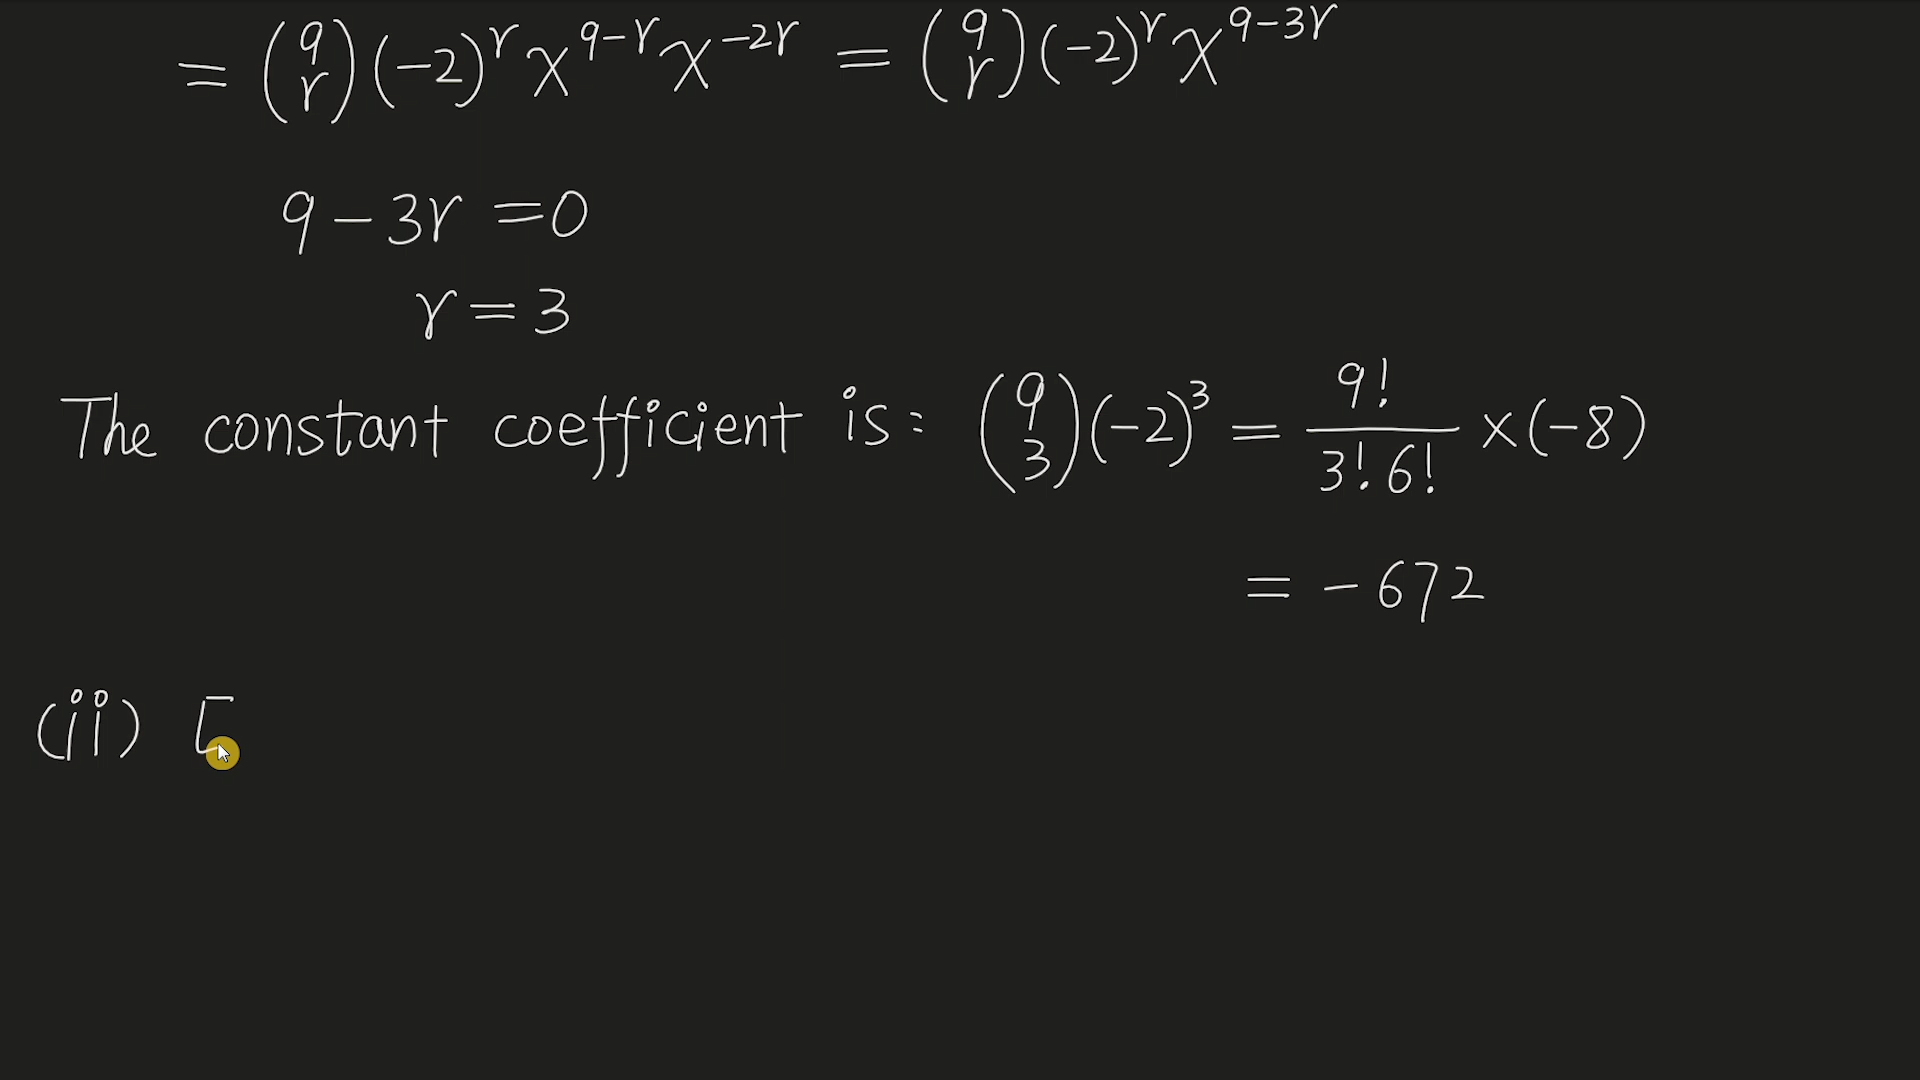 = (9 r)(-2)^r x^{9-r} x^{-2r} = (9 r)(-2)^r x^{9-3r}
9 - 3r = 0
r = 3
The constant coefficient is: (9 3)(-2)^3 = 9!/3!6! × (-8)
= -672
(ii) [